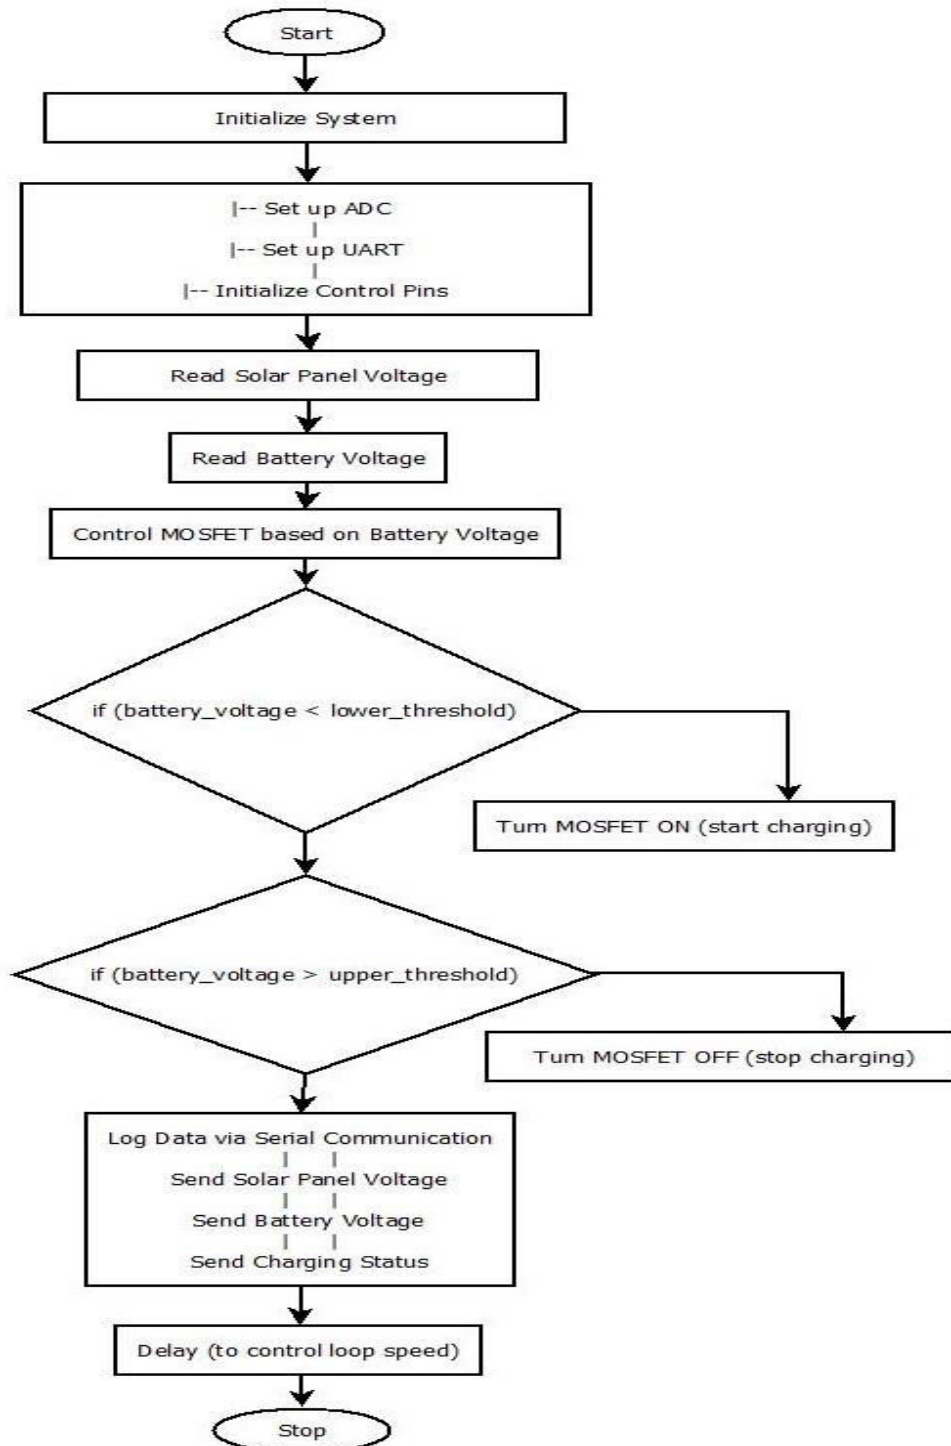 Start
Initialize System
|-- Set up ADC
|
|-- Set up UART
|
|-- Initialize Control Pins
Read Solar Panel Voltage
Read Battery Voltage
Control MOSFET based on Battery Voltage
if (battery_voltage < lower_threshold)
Turn MOSFET ON (start charging)
if (battery_voltage > upper_threshold)
Turn MOSFET OFF (stop charging)
Log Data via Serial Communication
| |
Send Solar Panel Voltage
| |
Send Battery Voltage
| |
Send Charging Status
Delay (to control loop speed)
Stop